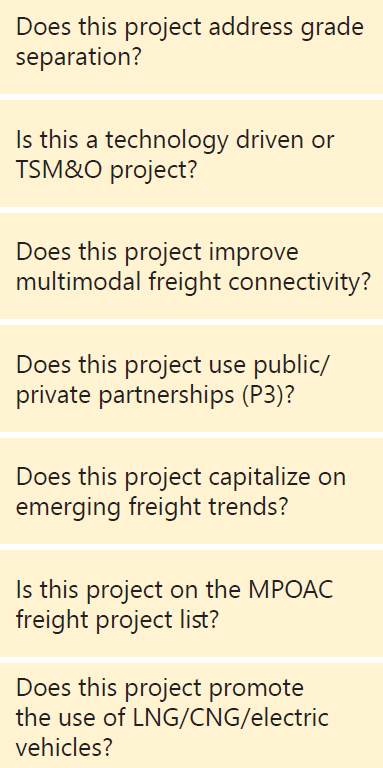 Does this project address grade
separation?
Is this a technology driven or
TSM&O project?
Does this project improve
multimodal freight connectivity?
Does this project use public/
private partnerships (P3)?
Does this project capitalize on
emerging freight trends?
Is this project on the MPOAC
freight project list?
Does this project promote
the use of LNG/CNG/electric
vehicles?